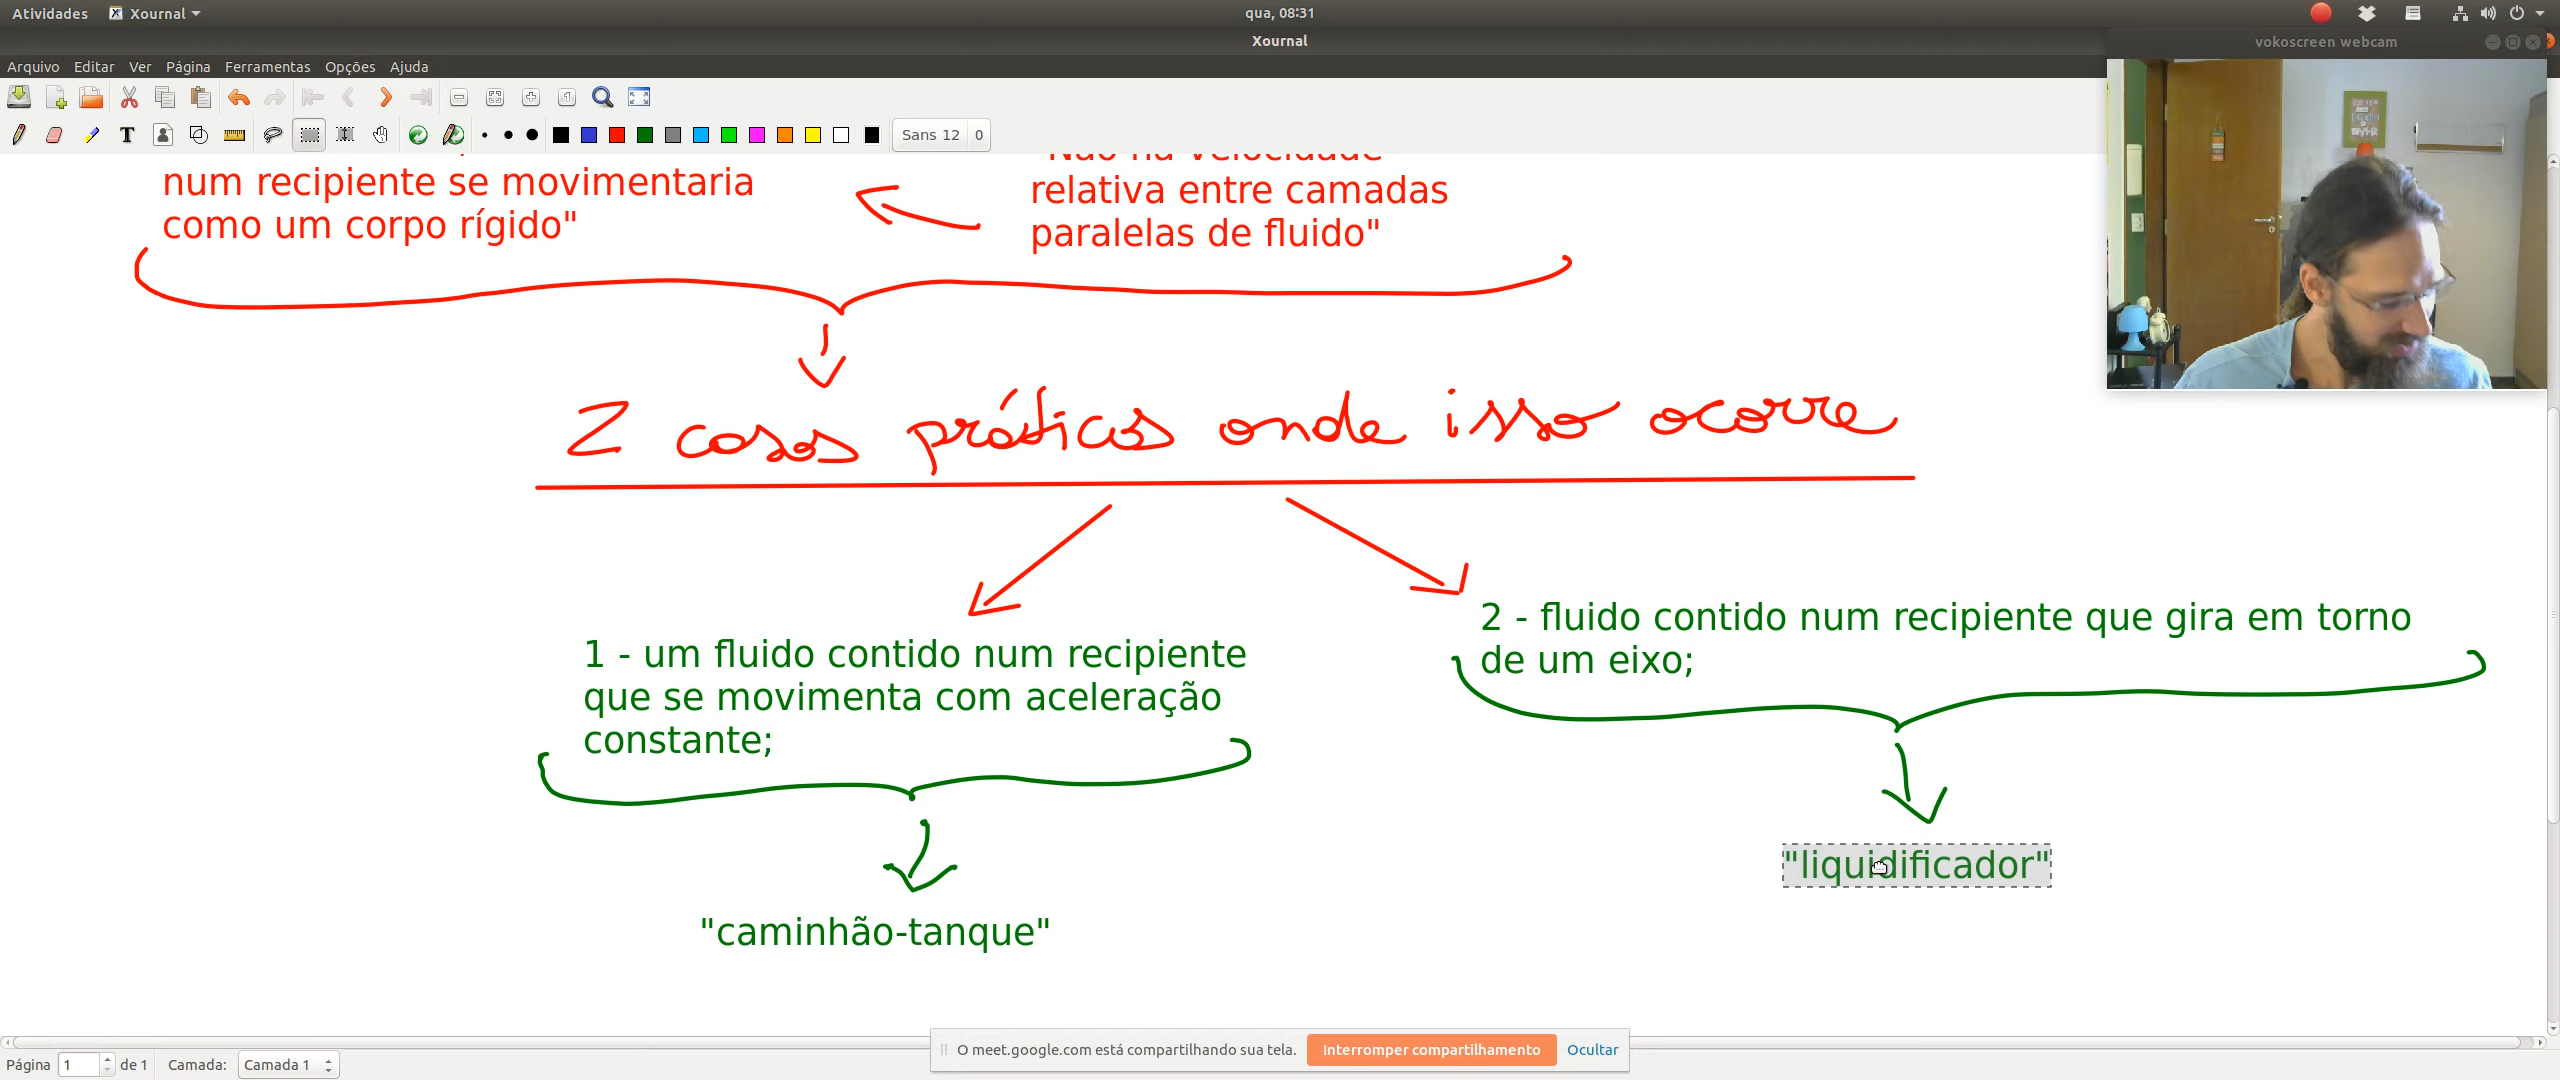 Atividades Xournal qua, 08:31
Xournal
vokoscreen webcam
Arquivo Editar Ver Página Ferramentas Opções Ajuda
Sans 12 0
num recipiente se movimentaria
como um corpo rígido"
"Não há velocidade
relativa entre camadas
paralelas de fluido"
2 casos práticos onde isso ocorre
1 - um fluido contido num recipiente
que se movimenta com aceleração
constante;
"caminhão-tanque"
2 - fluido contido num recipiente que gira em torno
de um eixo;
"liquidificador"
O meet.google.com está compartilhando sua tela. Interromper compartilhamento Ocultar
Página 1 de 1 Camada: Camada 1